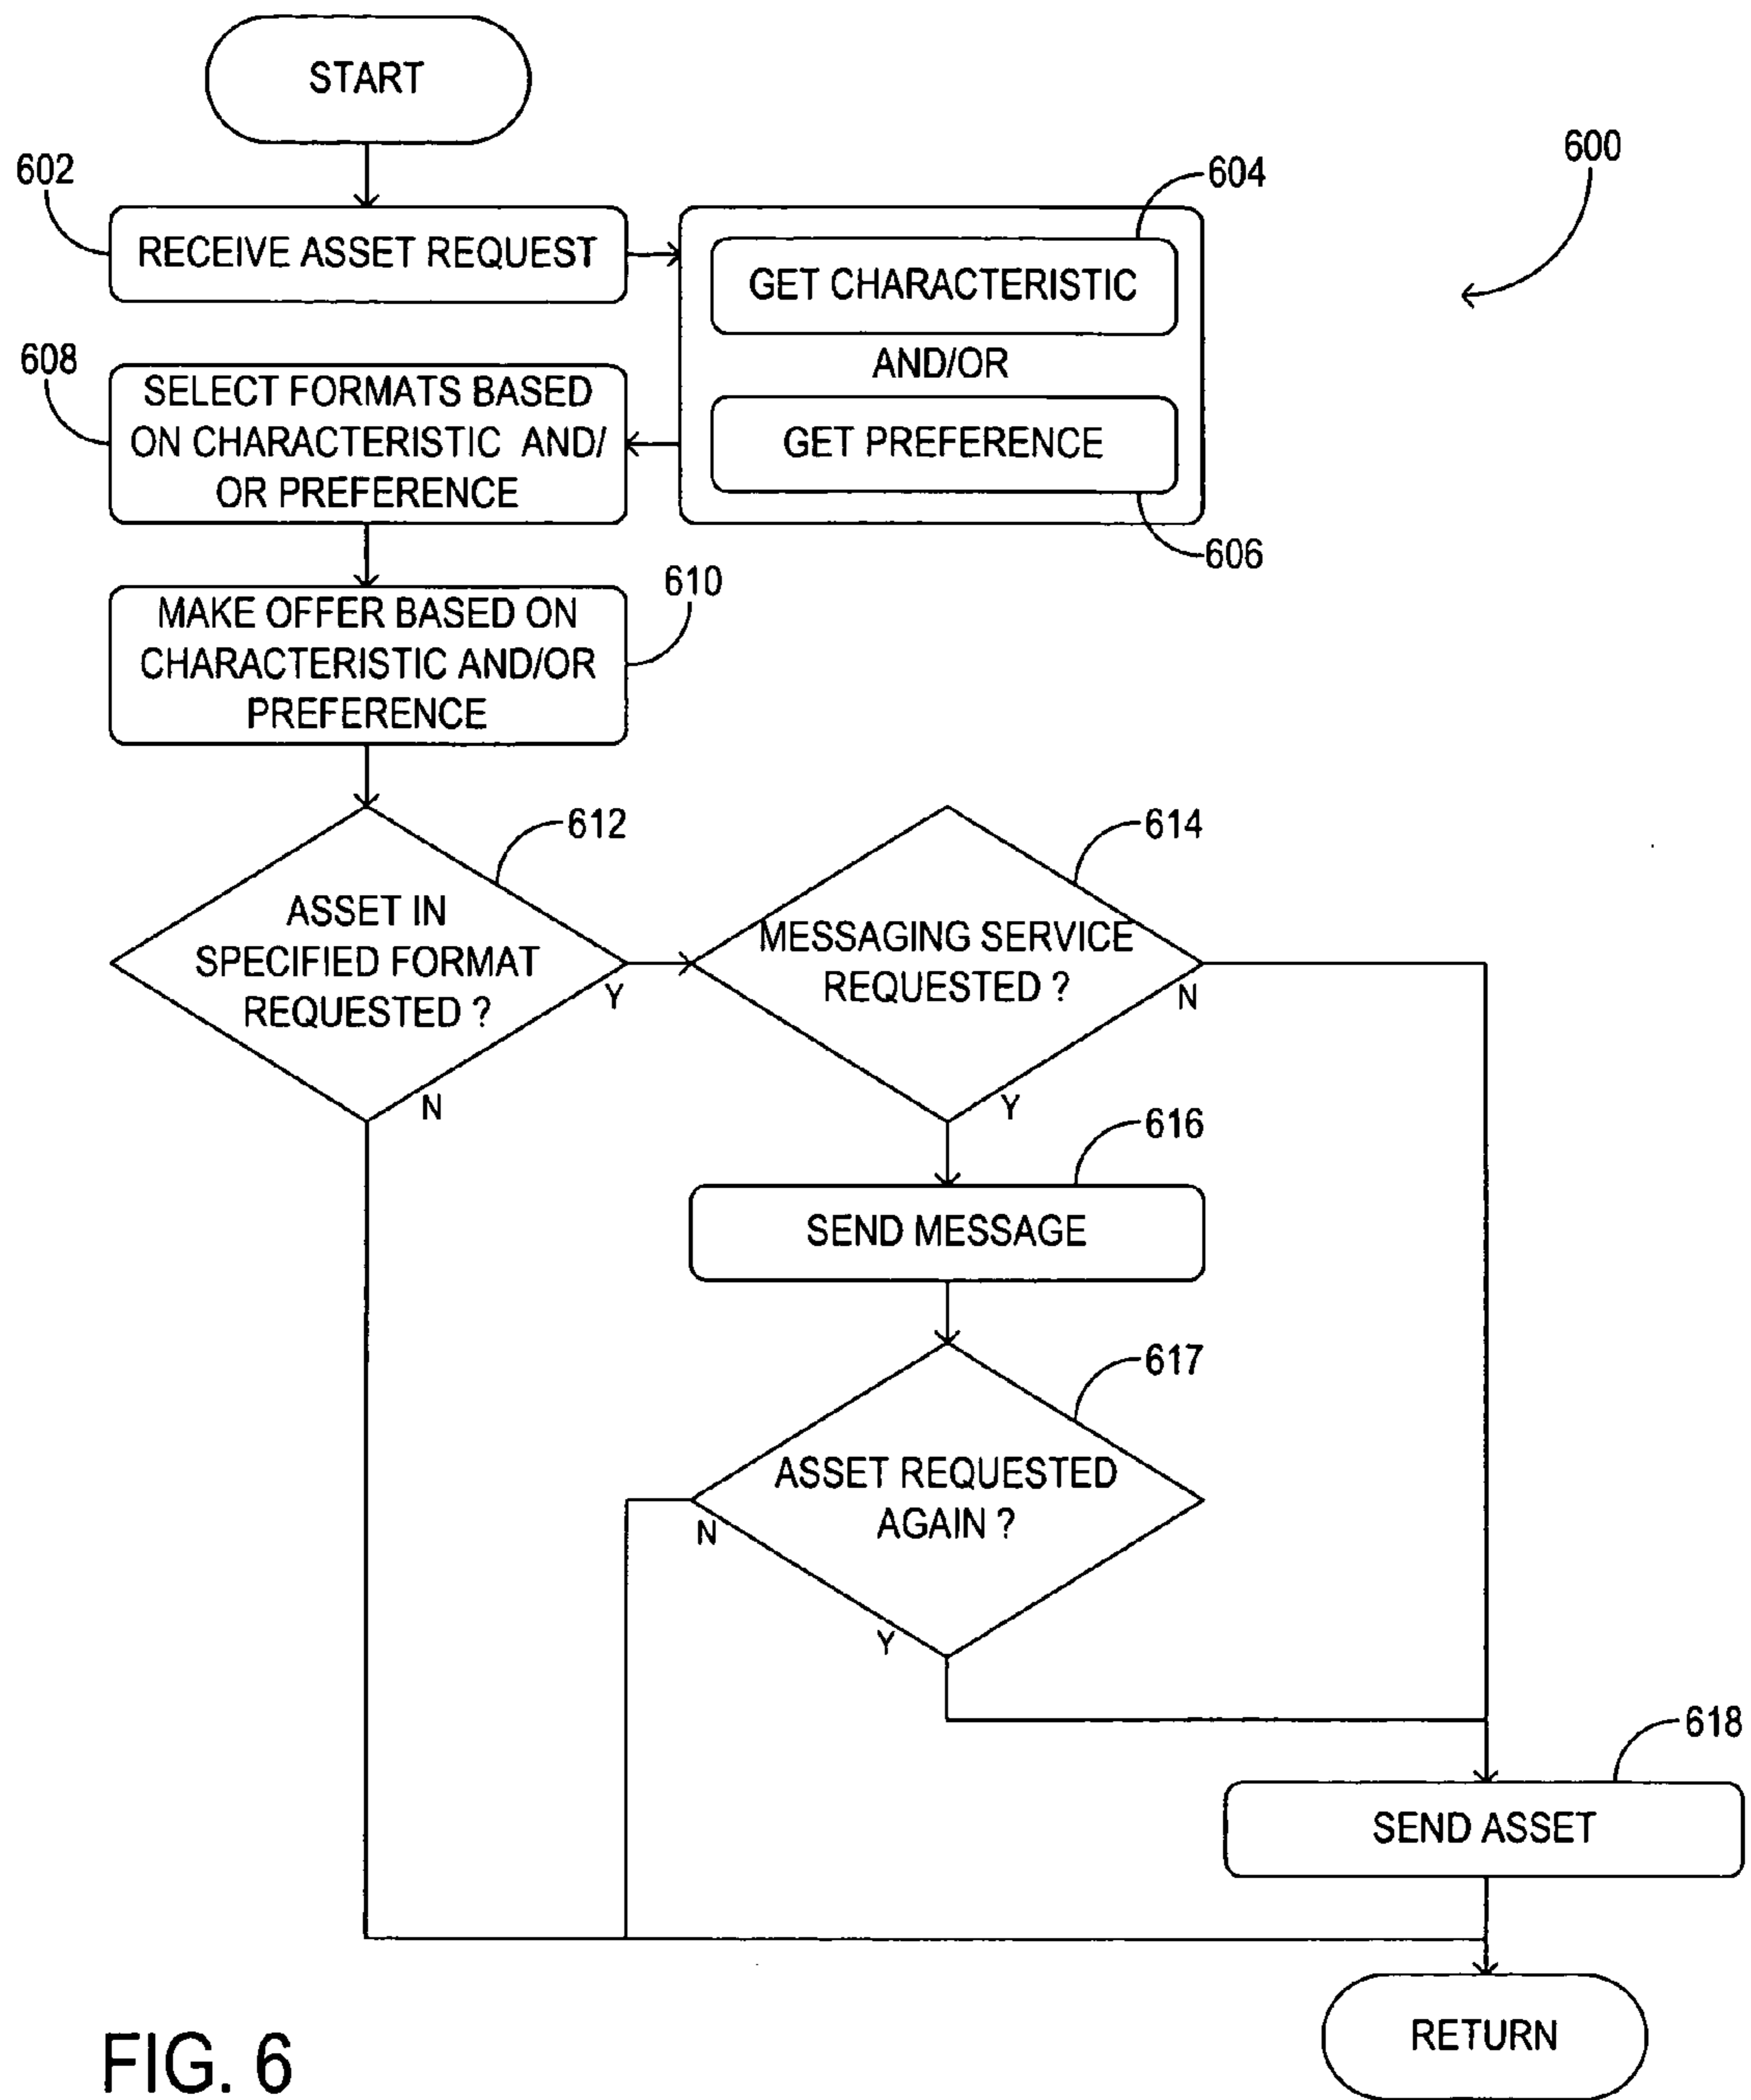 START
602
RECEIVE ASSET REQUEST
604
GET CHARACTERISTIC
AND/OR
GET PREFERENCE
606
600
608
SELECT FORMATS BASED
ON CHARACTERISTIC AND/
OR PREFERENCE
610
MAKE OFFER BASED ON
CHARACTERISTIC AND/OR
PREFERENCE
612
ASSET IN
SPECIFIED FORMAT
REQUESTED ?
Y
N
614
MESSAGING SERVICE
REQUESTED ?
N
Y
616
SEND MESSAGE
617
ASSET REQUESTED
AGAIN ?
N
Y
618
SEND ASSET
RETURN
FIG. 6